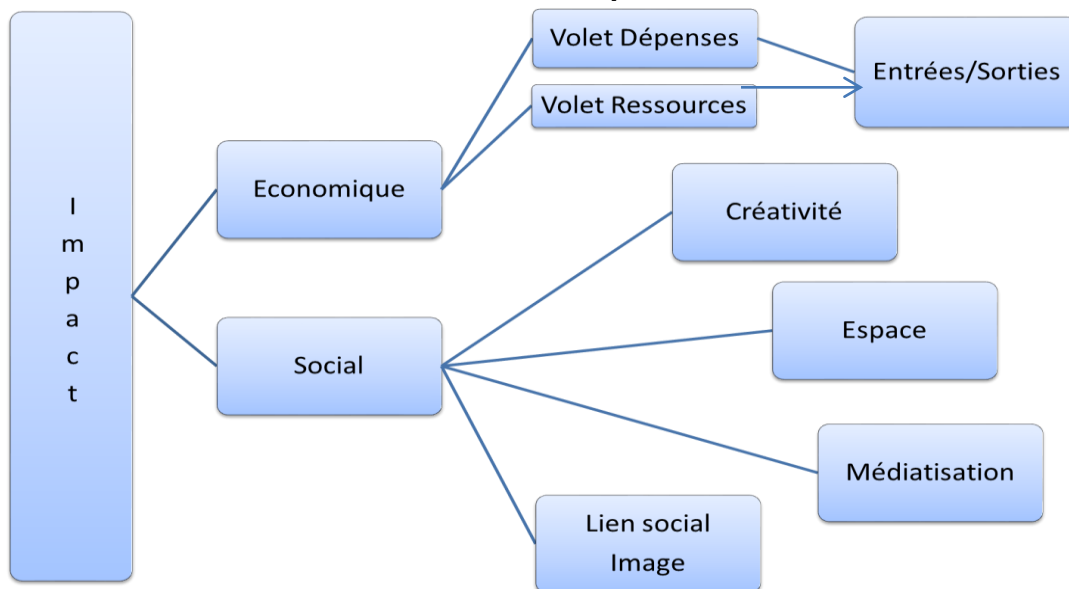 I
m
p
a
c
t
Economique
Volet Dépenses
Volet Ressources
Entrées/Sorties
Social
Créativité
Espace
Médiatisation
Lien social
Image